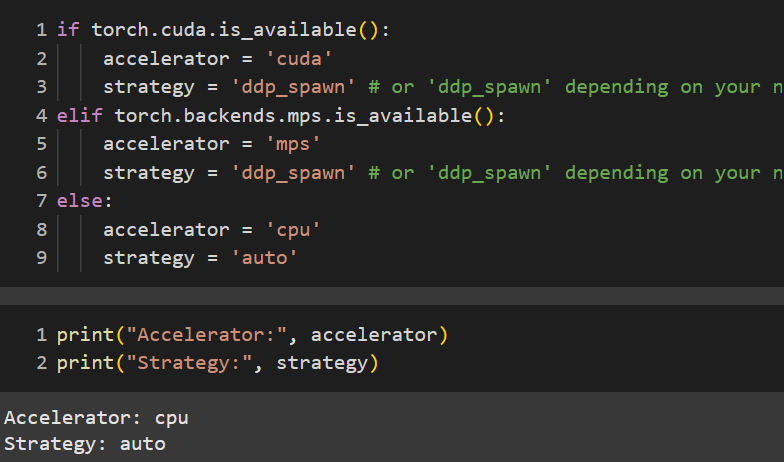 1 if torch.cuda.is_available():
2 accelerator = 'cuda'
3 strategy = 'ddp_spawn' # or 'ddp_spawn' depending on your n
4 elif torch.backends.mps.is_available():
5 accelerator = 'mps'
6 strategy = 'ddp_spawn' # or 'ddp_spawn' depending on your n
7 else:
8 accelerator = 'cpu'
9 strategy = 'auto'
1 print("Accelerator:", accelerator)
2 print("Strategy:", strategy)
Accelerator: cpu
Strategy: auto